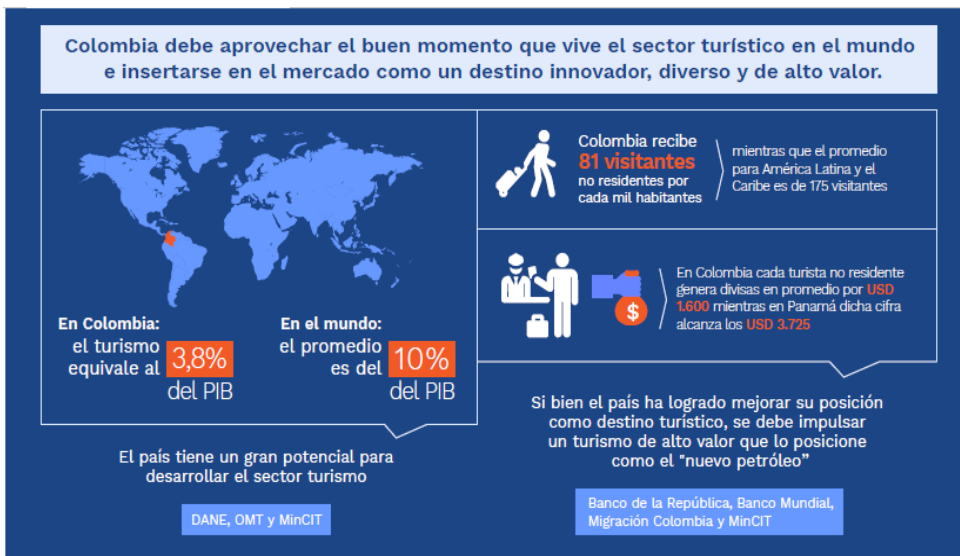 Colombia debe aprovechar el buen momento que vive el sector turístico en el mundo
e insertarse en el mercado como un destino innovador, diverso y de alto valor.
En Colombia:
el turismo
equivale al
3,8%
del PIB
En el mundo:
el promedio
es del
10%
del PIB
El país tiene un gran potencial para
desarrollar el sector turismo
DANE, OMT y MinCIT
Colombia recibe
81 visitantes
no residentes por
cada mil habitantes
mientras que el promedio
para América Latina y el
Caribe es de 175 visitantes
$
En Colombia cada turista no residente
genera divisas en promedio por USD
1.600 mientras en Panamá dicha cifra
alcanza los USD 3.725
Si bien el país ha logrado mejorar su posición
como destino turístico, se debe impulsar
un turismo de alto valor que lo posicione
como el "nuevo petróleo”
Banco de la República, Banco Mundial,
Migración Colombia y MinCIT